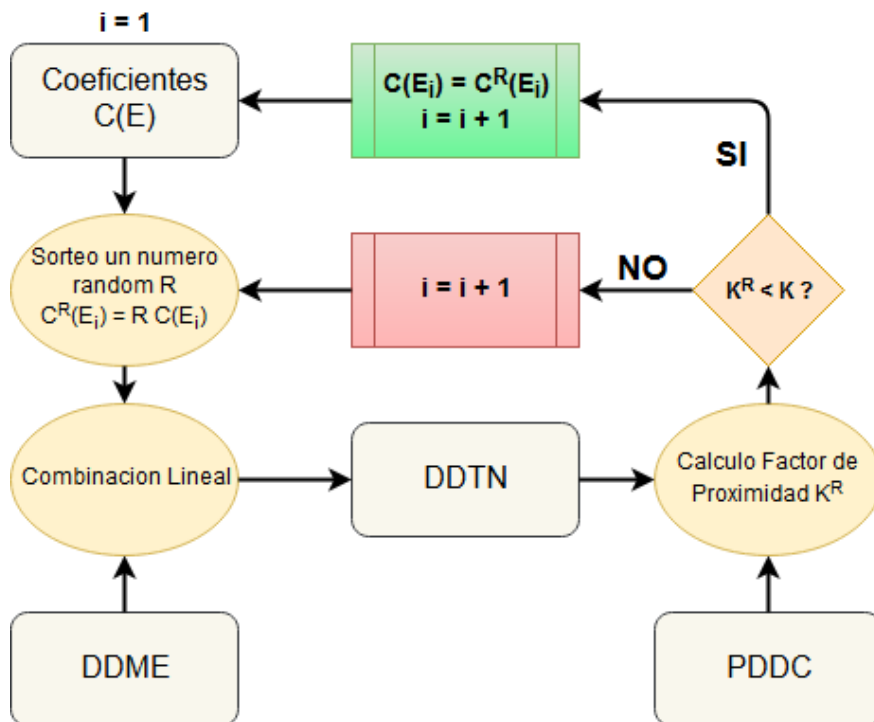 i = 1
Coeficientes
C(E)
C(Eᵢ) = Cᴿ(Eᵢ)
i = i + 1
SI
Sorteo un numero
random R
Cᴿ(Eᵢ) = R C(Eᵢ)
i = i + 1
NO
Kᴿ < K ?
Combinacion Lineal
DDTN
Calculo Factor de
Proximidad Kᴿ
DDME
PDDC